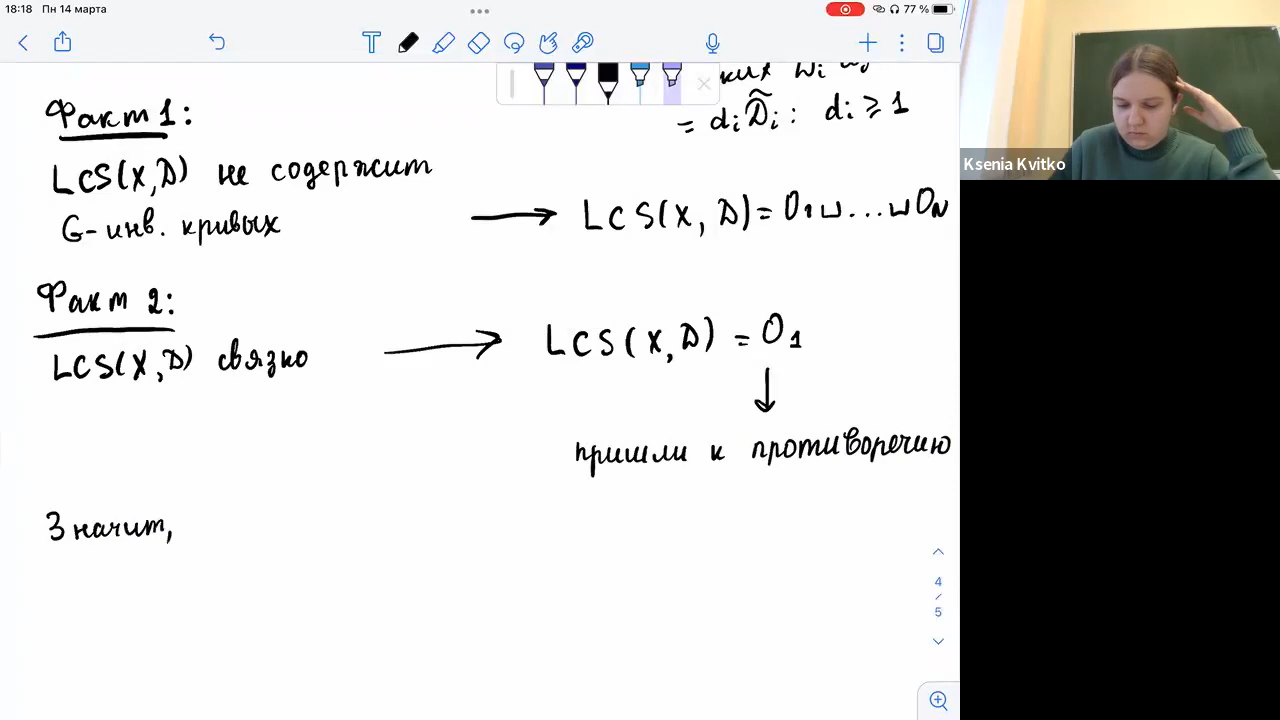 18:18 Пн 14 марта
77 %
= dᵢD̃ᵢ : dᵢ ⩾ 1
Факт 1:
LCS(X,D) не содержит
G-инв. кривых
→ LCS(X,D) = O₁ ⊔ ... ⊔ O_N
Факт 2:
LCS(X,D) связно → LCS(X,D) = O₁
↓
пришли к противоречию
Значит,
4
/
5
Ksenia Kvitko